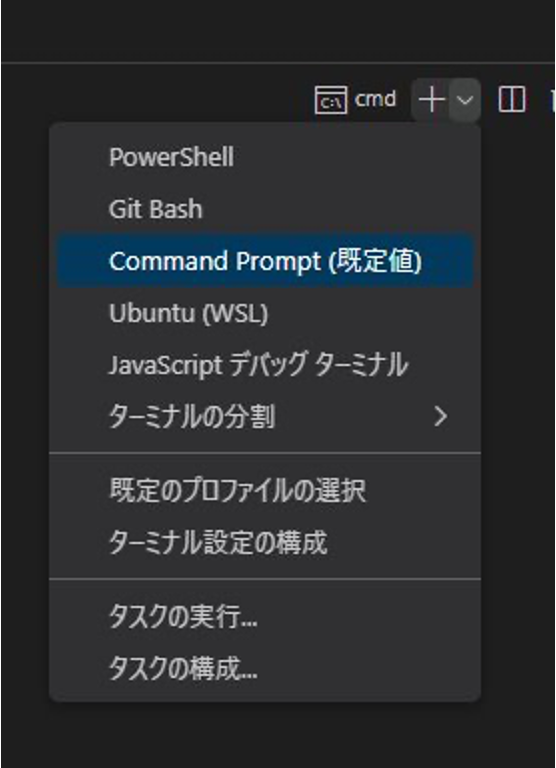 cmd
PowerShell
Git Bash
Command Prompt (既定値)
Ubuntu (WSL)
JavaScript デバッグ ターミナル
ターミナルの分割
既定のプロファイルの選択
ターミナル設定の構成
タスクの実行...
タスクの構成...